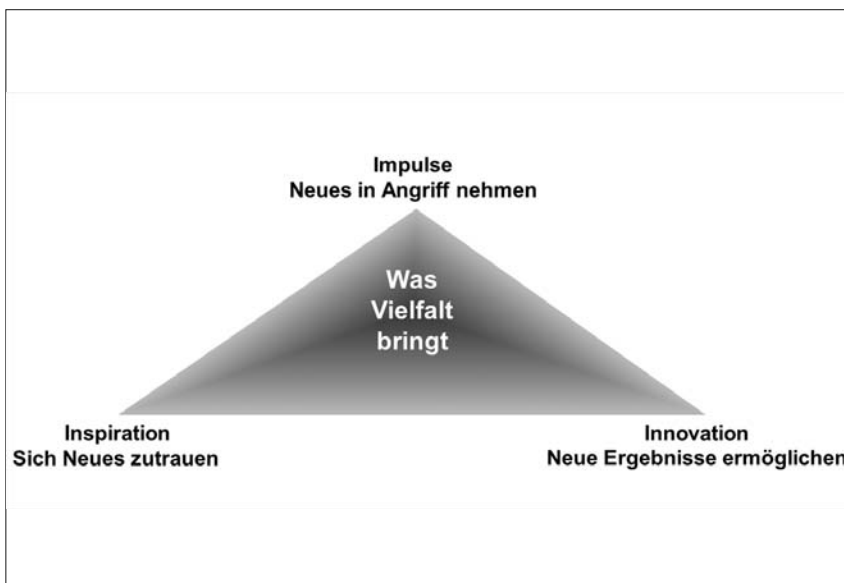 Impulse
Neues in Angriff nehmen
Was
Vielfalt
bringt
Inspiration
Sich Neues zutrauen
Innovation
Neue Ergebnisse ermöglichen